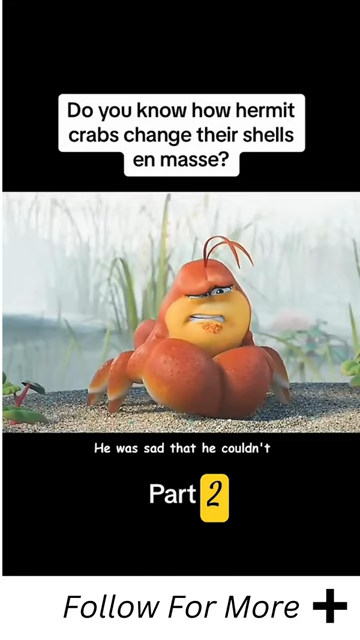 Do you know how hermit
crabs change their shells
en masse?
He was sad that he couldn't
Part 2
Follow For More +